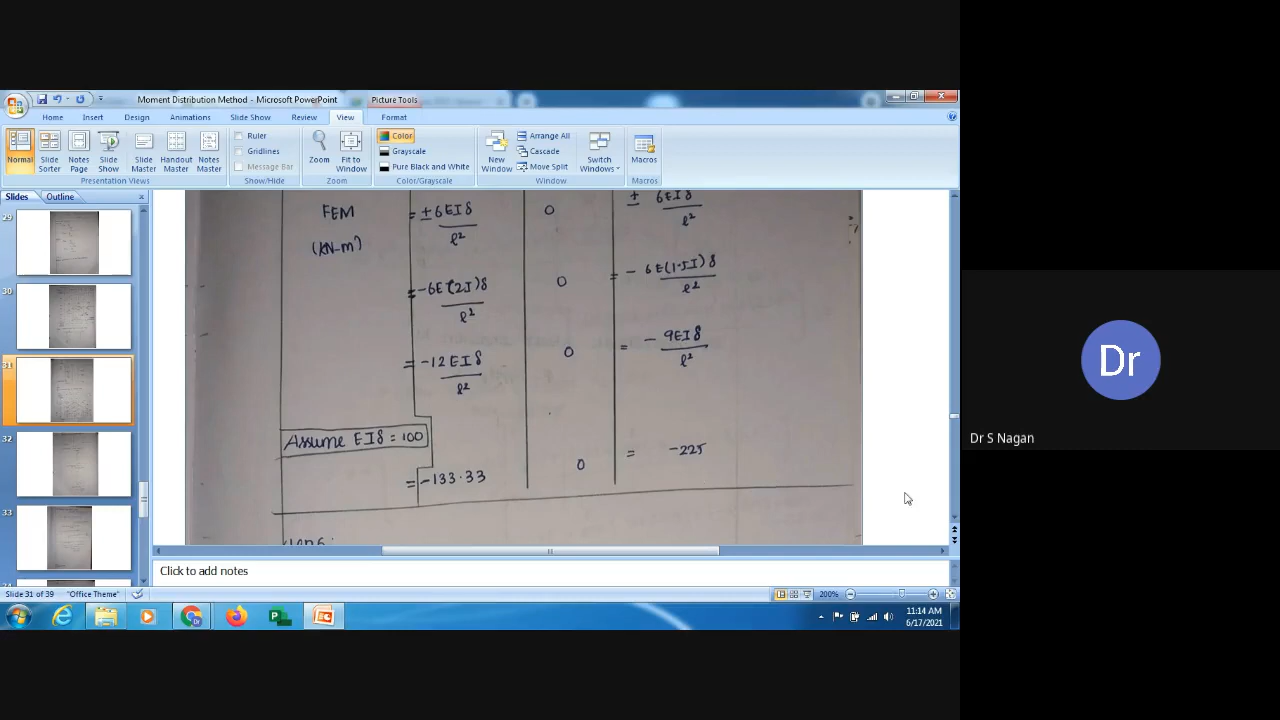 Moment Distribution Method - Microsoft PowerPoint
Picture Tools
Home Insert Design Animations Slide Show Review View Format
Normal Slide Sorter Notes Page Slide Show Slide Master Handout Master Notes Master
Presentation Views
Ruler
Gridlines
Message Bar
Show/Hide
Zoom Fit to Window
Zoom
Color
Grayscale
Pure Black and White
Color/Grayscale
New Window
Arrange All
Cascade
Move Split
Switch Windows
Window
Macros
Macros
Slides Outline
29
30
31
32
33
FEM = ± 6EIδ/l² 0 ± 6EIδ/l²
(kN-m)
= -6E(2I)δ/l² 0 = - 6E(1.5I)δ/l²
= -12EIδ/l² 0 = - 9EIδ/l²
Assume EIδ = 100
= -133.33 0 = -225
Click to add notes
Slide 31 of 39 "Office Theme" 200%
11:14 AM
6/17/2021
Dr
Dr S Nagan